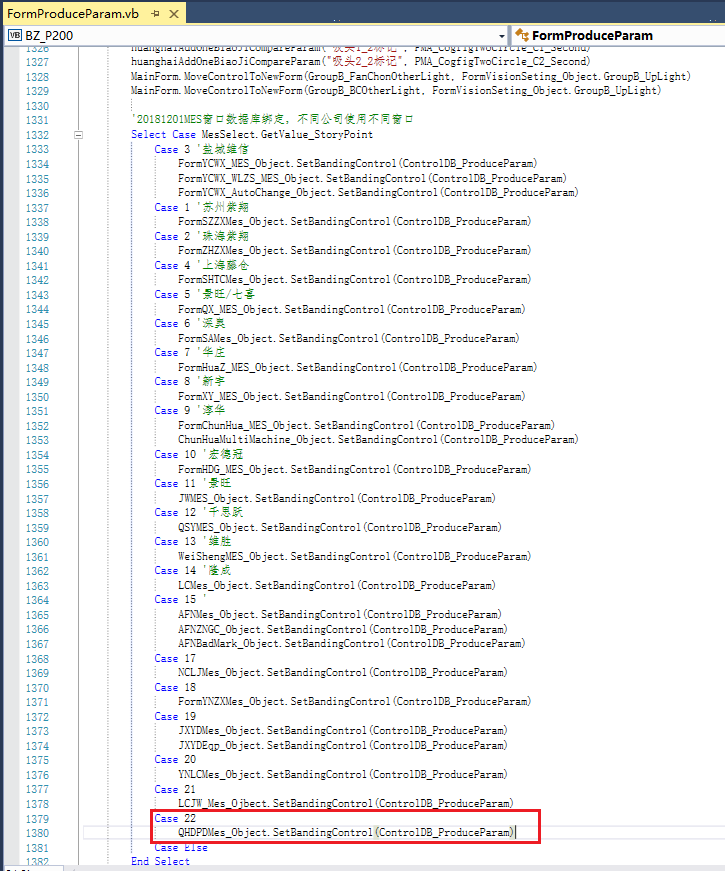 FormProduceParam.vb
BZ_P200
FormProduceParam
1326 huanghaiAddOneBiaoJiCompareParam("吸头1_2标记", PMA_CogfigTwoCircle_C1_Second)
1327 huanghaiAddOneBiaoJiCompareParam("吸头2_2标记", PMA_CogfigTwoCircle_C2_Second)
1328 MainForm.MoveControlToNewForm(GroupB_FanChonOtherLight, FormVisionSeting_Object.GroupB_UpLight)
1329 MainForm.MoveControlToNewForm(GroupB_BCOtherLight, FormVisionSeting_Object.GroupB_UpLight)
1330
1331 '20181201MES窗口数据库绑定，不同公司使用不同窗口
1332 Select Case MesSelect.GetValue_StoryPoint
1333 Case 3 '盐城维信
1334 FormYCWX_MES_Object.SetBandingControl(ControlDB_ProduceParam)
1335 FormYCWX_WLZS_MES_Object.SetBandingControl(ControlDB_ProduceParam)
1336 FormYCWX_AutoChange_Object.SetBandingControl(ControlDB_ProduceParam)
1337 Case 1 '苏州紫翔
1338 FormSZZXMes_Object.SetBandingControl(ControlDB_ProduceParam)
1339 Case 2 '珠海紫翔
1340 FormZHZXMes_Object.SetBandingControl(ControlDB_ProduceParam)
1341 Case 4 '上海藤仓
1342 FormSHTCMes_Object.SetBandingControl(ControlDB_ProduceParam)
1343 Case 5 '景旺/七喜
1344 FormQX_MES_Object.SetBandingControl(ControlDB_ProduceParam)
1345 Case 6 '深奥
1346 FormSAMes_Object.SetBandingControl(ControlDB_ProduceParam)
1347 Case 7 '华庄
1348 FormHuaZ_MES_Object.SetBandingControl(ControlDB_ProduceParam)
1349 Case 8 '新宇
1350 FormXY_MES_Object.SetBandingControl(ControlDB_ProduceParam)
1351 Case 9 '淳华
1352 FormChunHua_MES_Object.SetBandingControl(ControlDB_ProduceParam)
1353 ChunHuaMultiMachine_Object.SetBandingControl(ControlDB_ProduceParam)
1354 Case 10 '宏德冠
1355 FormHDG_MES_Object.SetBandingControl(ControlDB_ProduceParam)
1356 Case 11 '景旺
1357 JWMES_Object.SetBandingControl(ControlDB_ProduceParam)
1358 Case 12 '千思跃
1359 QSYMES_Object.SetBandingControl(ControlDB_ProduceParam)
1360 Case 13 '维胜
1361 WeiShengMES_Object.SetBandingControl(ControlDB_ProduceParam)
1362 Case 14 '隆成
1363 LCMes_Object.SetBandingControl(ControlDB_ProduceParam)
1364 Case 15 '
1365 AFNMes_Object.SetBandingControl(ControlDB_ProduceParam)
1366 AFNZNGC_Object.SetBandingControl(ControlDB_ProduceParam)
1367 AFNBadMark_Object.SetBandingControl(ControlDB_ProduceParam)
1368 Case 17
1369 NCLJMes_Object.SetBandingControl(ControlDB_ProduceParam)
1370 Case 18
1371 FormYNZXMes_Object.SetBandingControl(ControlDB_ProduceParam)
1372 Case 19
1373 JXYDMes_Object.SetBandingControl(ControlDB_ProduceParam)
1374 JXYDEqp_Object.SetBandingControl(ControlDB_ProduceParam)
1375 Case 20
1376 YNLCMes_Object.SetBandingControl(ControlDB_ProduceParam)
1377 Case 21
1378 LCJW_Mes_Ojbect.SetBandingControl(ControlDB_ProduceParam)
1379 Case 22
1380 QHDPDMes_Object.SetBandingControl(ControlDB_ProduceParam)
1381 Case Else
1382 End Select